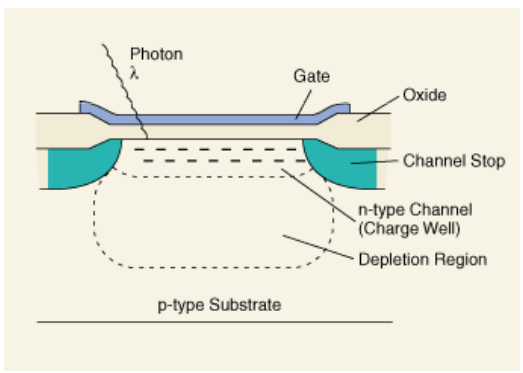 Photon
λ
Gate
Oxide
Channel Stop
n-type Channel
(Charge Well)
Depletion Region
p-type Substrate